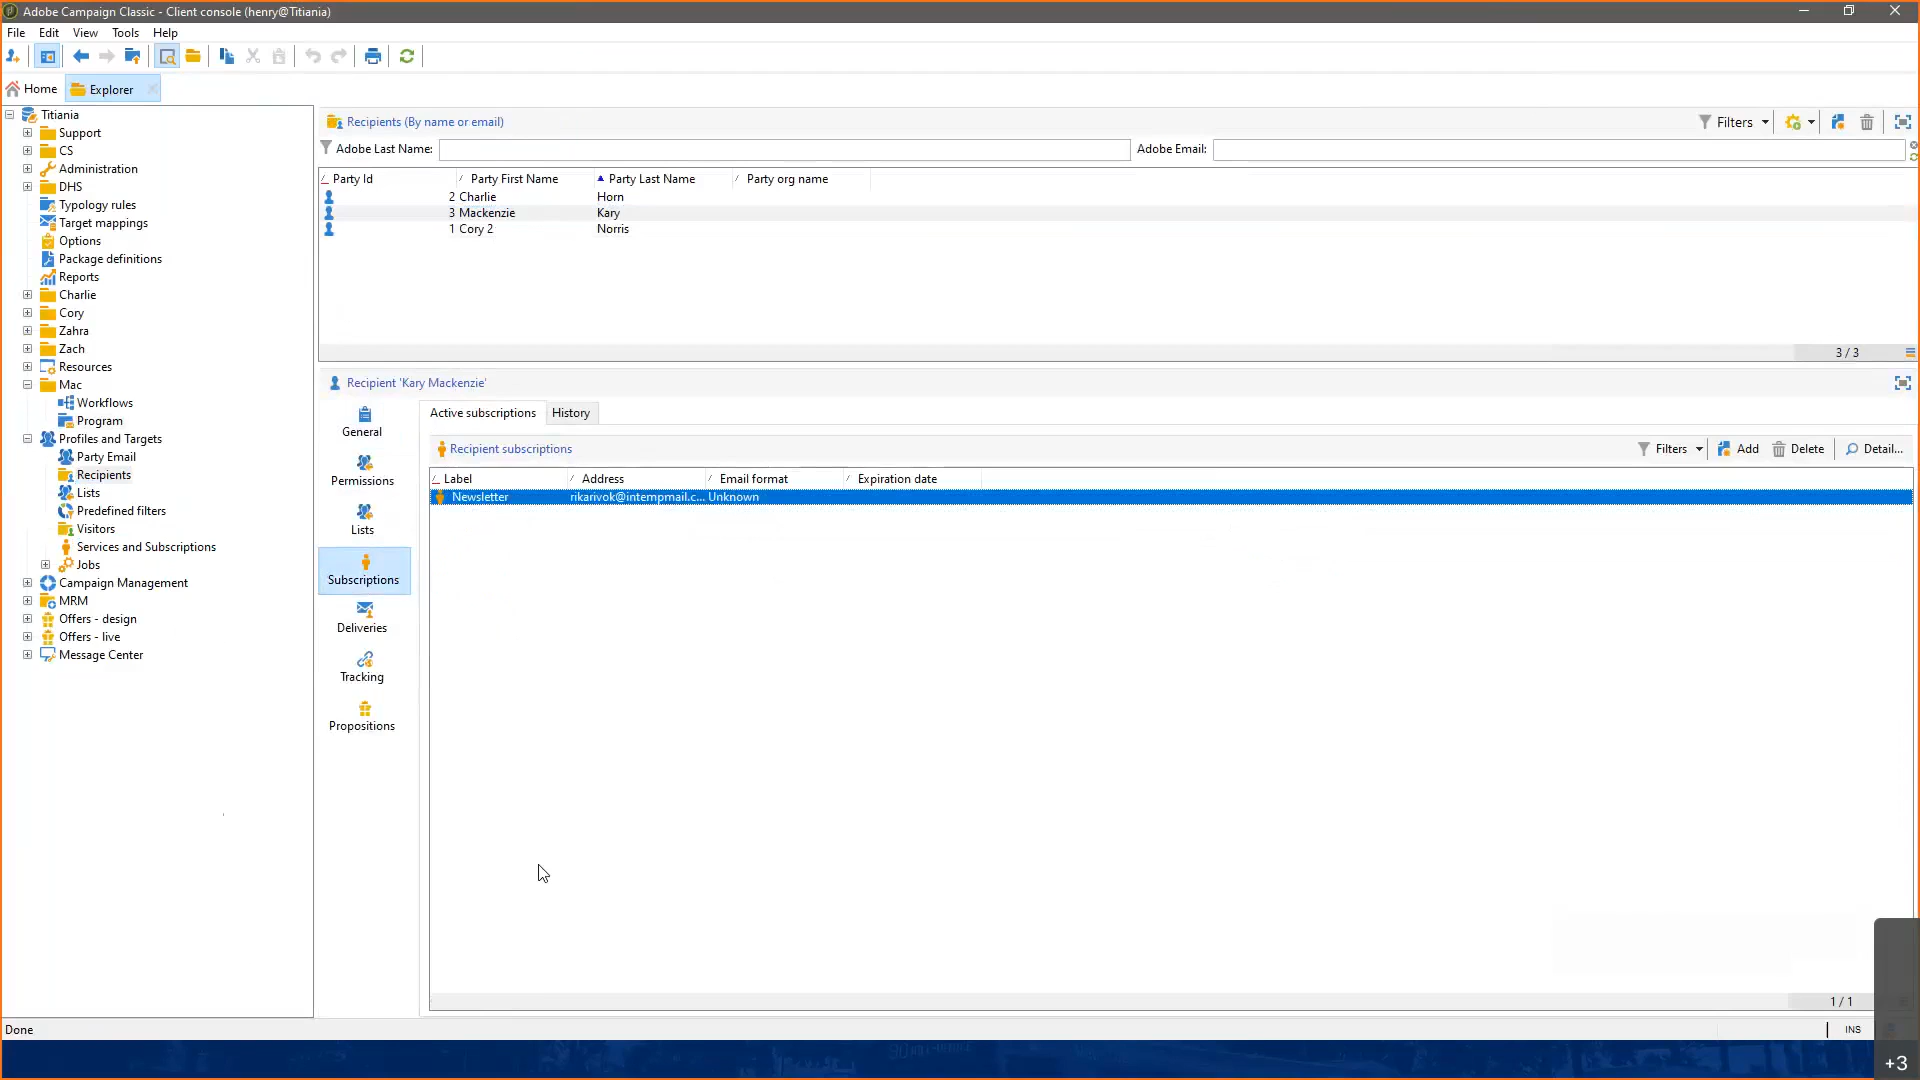 Adobe Campaign Classic - Client console (henry@Titiania)
File Edit View Tools Help
Home Explorer
Titiania
Support
CS
Administration
DHS
Typology rules
Target mappings
Options
Package definitions
Reports
Charlie
Cory
Zahra
Zach
Resources
Mac
Workflows
Program
Profiles and Targets
Party Email
Recipients
Lists
Predefined filters
Visitors
Services and Subscriptions
Jobs
Campaign Management
MRM
Offers - design
Offers - live
Message Center
Recipients (By name or email) Filters
Adobe Last Name: Adobe Email:
Party Id Party First Name Party Last Name Party org name
2 Charlie Horn
3 Mackenzie Kary
1 Cory 2 Norris
3 / 3
Recipient 'Kary Mackenzie'
General
Permissions
Lists
Subscriptions
Deliveries
Tracking
Propositions
Active subscriptions History
Recipient subscriptions Filters Add Delete Detail...
Label Address Email format Expiration date
Newsletter rikarivok@intempmail.c... Unknown
1 / 1
Done INS
+3